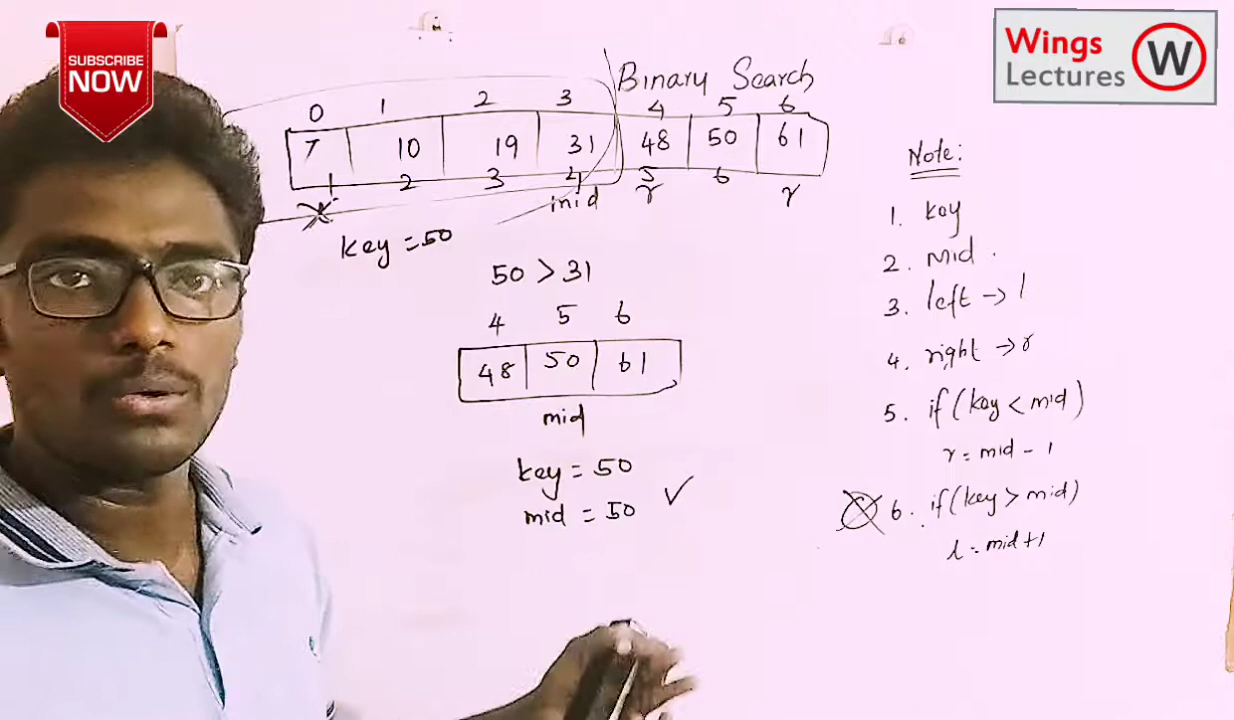 SUBSCRIBE
NOW
Wings
Lectures
W
Binary Search
0 1 2 3 4 5 6
7 10 19 31 48 50 61
1 2 3 4 5 6
mid r r
key = 50
50 > 31
4 5 6
48 50 61
mid
key = 50
mid = 50 ✓
Note:
1. key
2. mid .
3. left → l
4. right → r
5. if (key < mid)
r = mid - 1
6. if (key > mid)
l = mid + 1